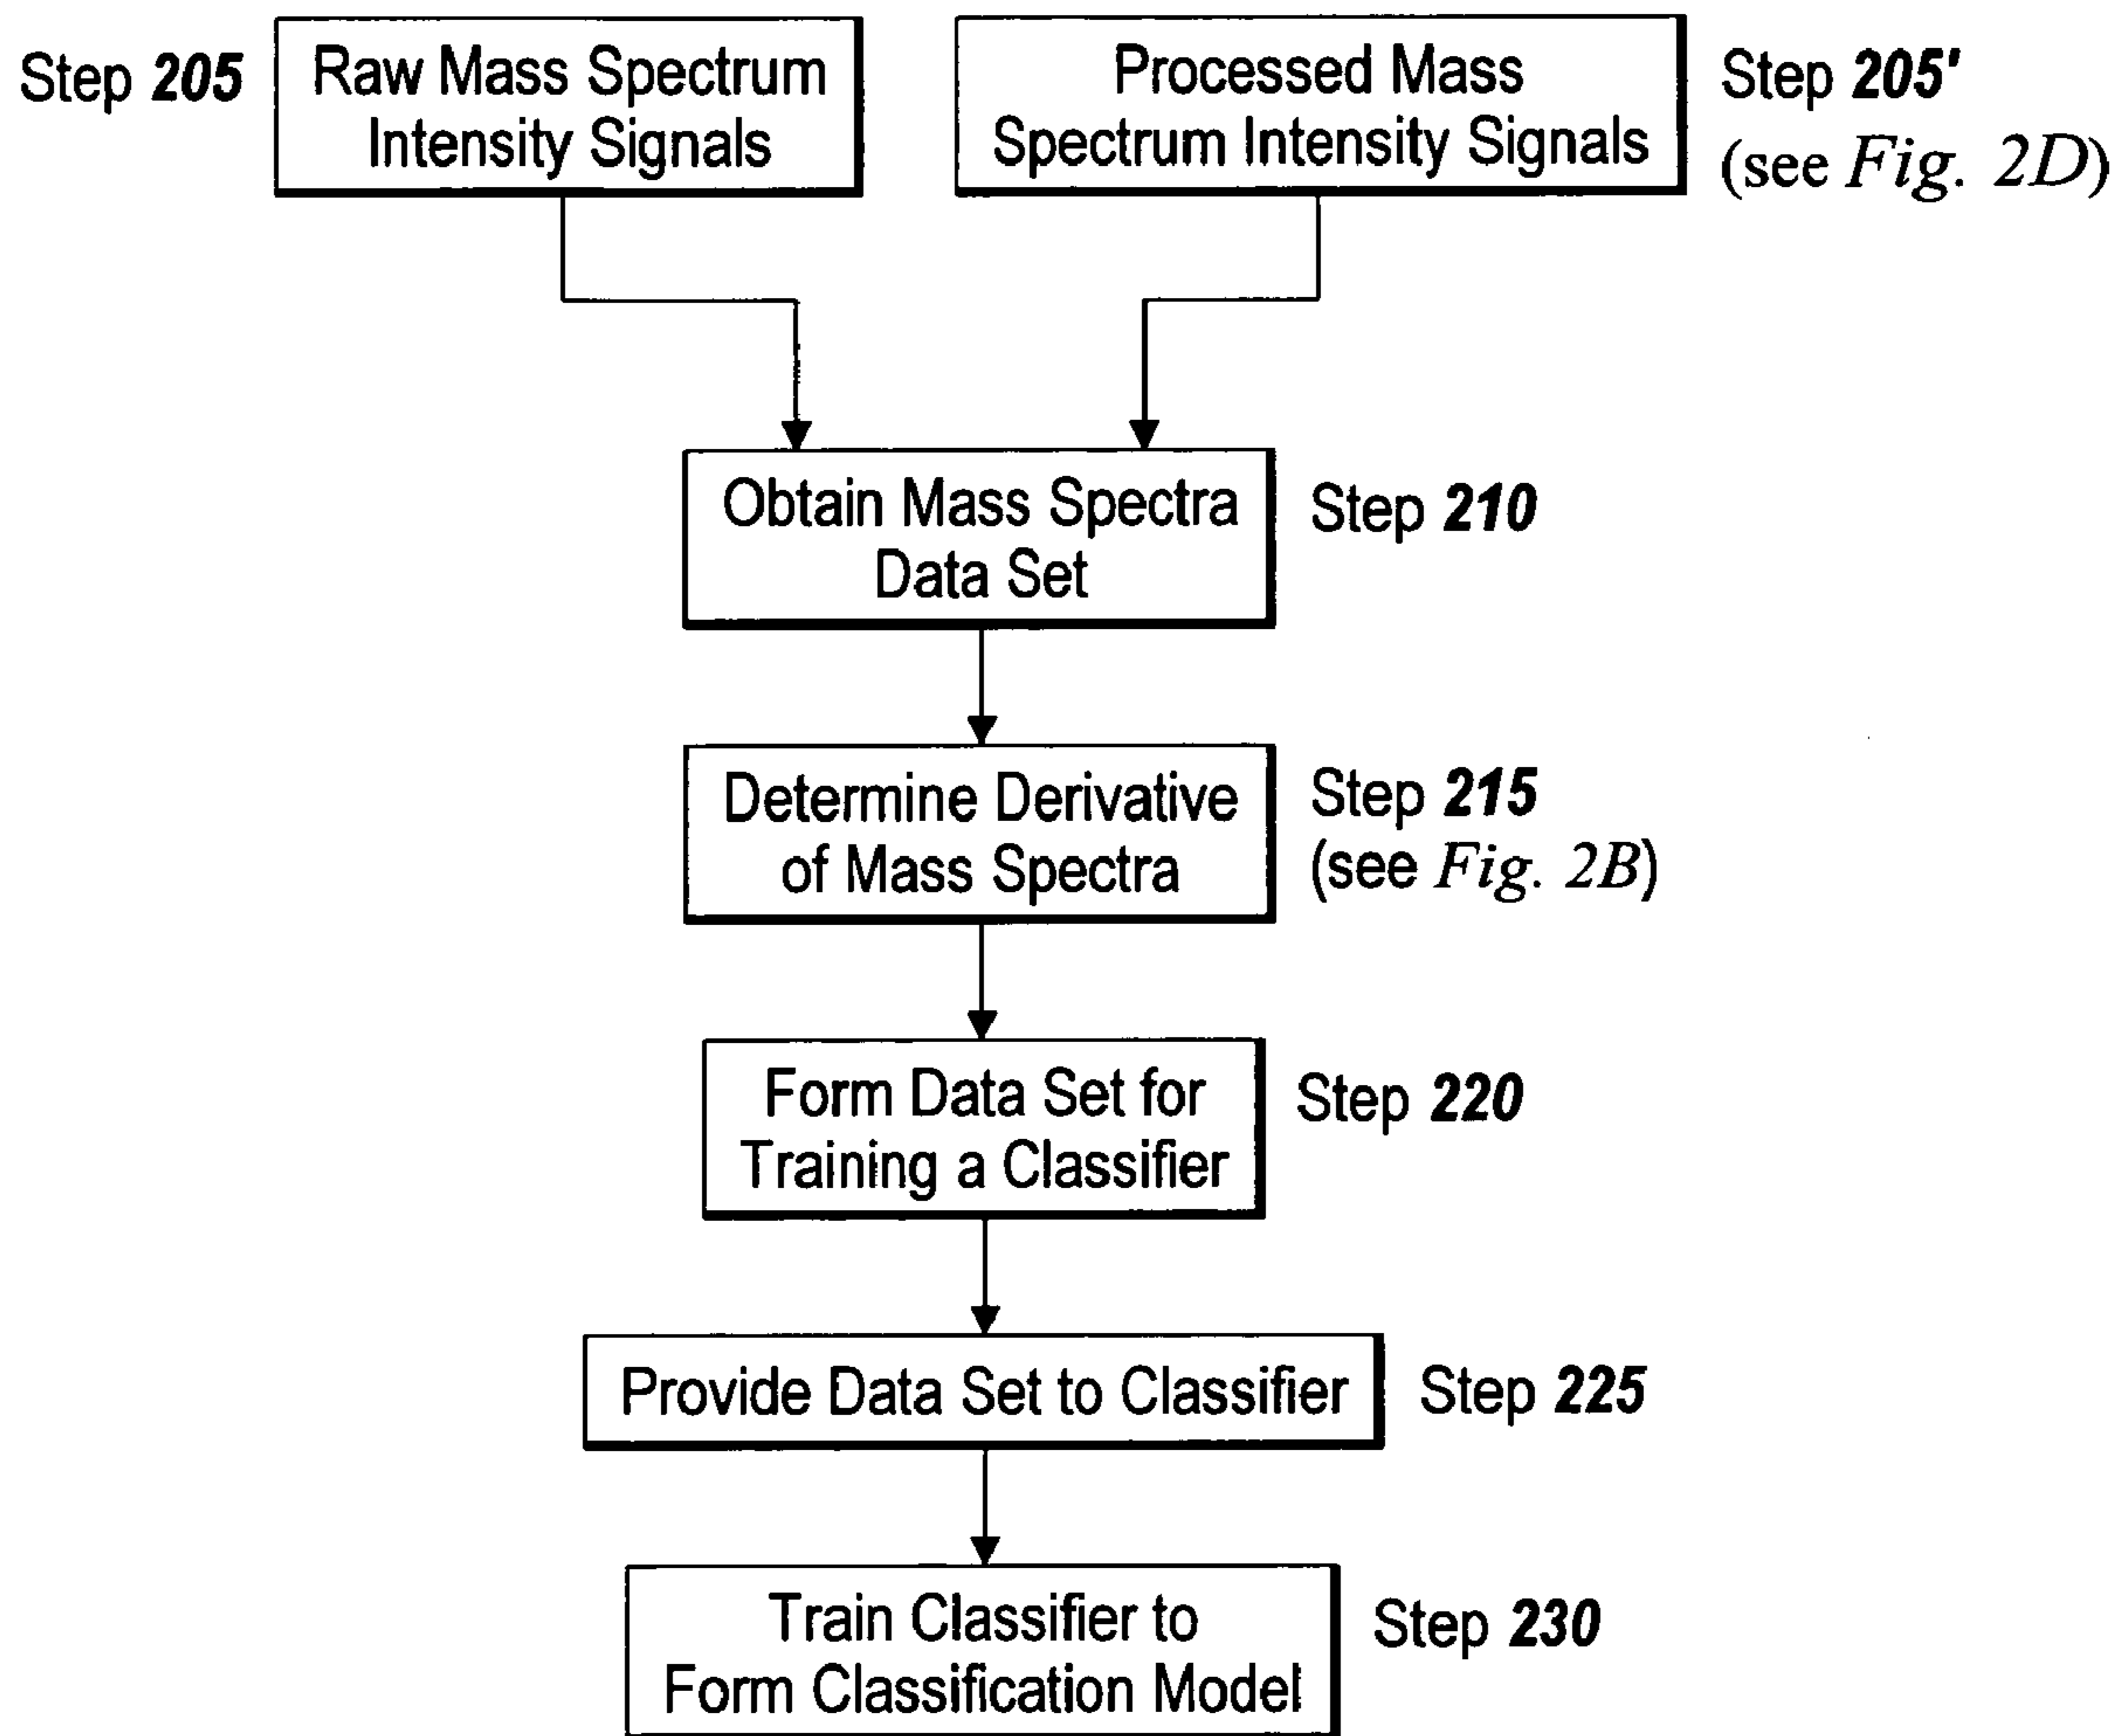 Step 205
Raw Mass Spectrum
Intensity Signals
Processed Mass
Spectrum Intensity Signals
Step 205'
(see Fig. 2D)
Obtain Mass Spectra
Data Set
Step 210
Determine Derivative
of Mass Spectra
Step 215
(see Fig. 2B)
Form Data Set for
Training a Classifier
Step 220
Provide Data Set to Classifier
Step 225
Train Classifier to
Form Classification Model
Step 230